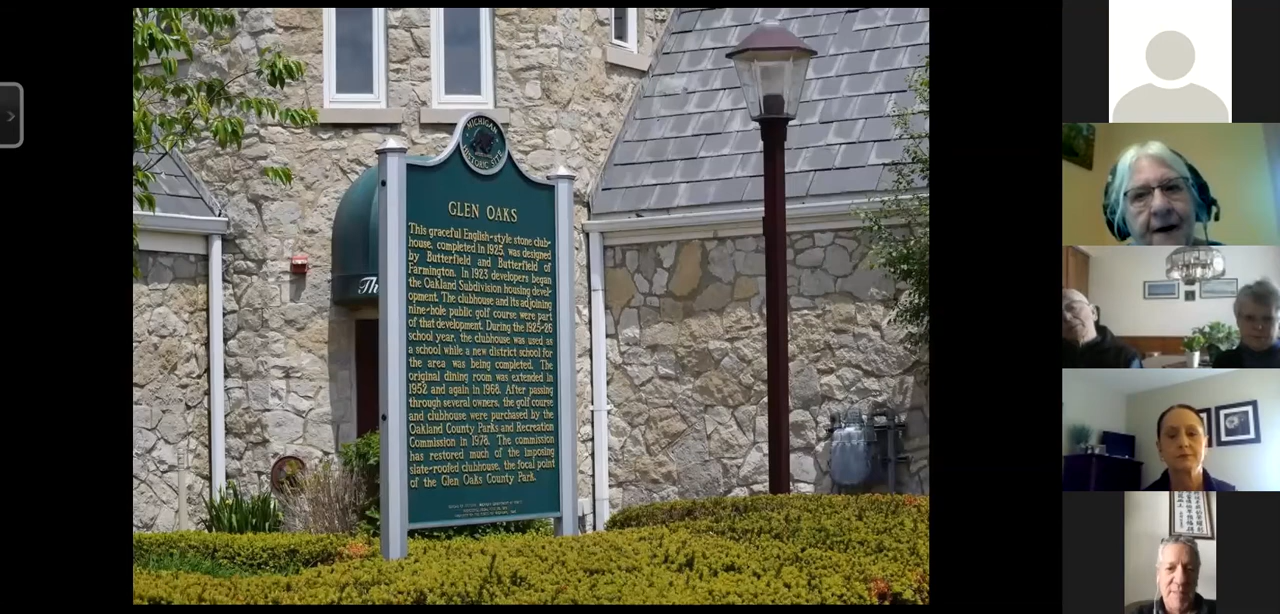 MICHIGAN
HISTORIC SITE
GLEN OAKS
This graceful English-style stone club-
house, completed in 1925, was designed
by Butterfield and Butterfield of
Farmington. In 1923 developers began
the Oakland Subdivision housing devel-
opment. The clubhouse and its adjoining
nine-hole public golf course were part
of that development. During the 1925-26
school year, the clubhouse was used as
a school while a new district school for
the area was being completed. The
original dining room was extended in
1952 and again in 1968. After passing
through several owners, the golf course
and clubhouse were purchased by the
Oakland County Parks and Recreation
Commission in 1978. The commission
has restored much of the imposing
slate-roofed clubhouse, the focal point
of the Glen Oaks County Park.
Th